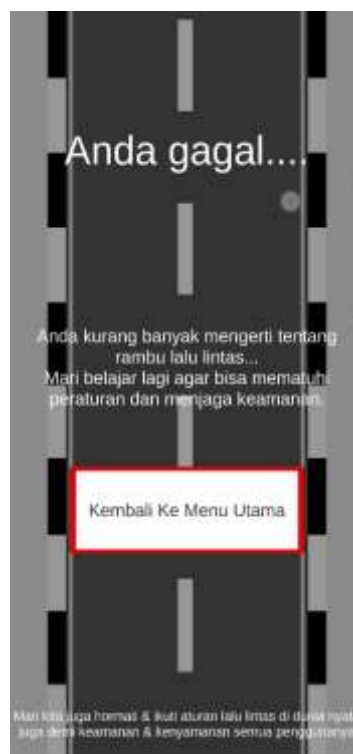 Anda gagal....
Anda kurang banyak mengerti tentang
rambu lalu lintas...
Mari belajar lagi agar bisa mematuhi
peraturan dan menjaga keamanan.
Kembali Ke Menu Utama
Mari kita juga hormati & ikuti aturan lalu lintas di dunia nyata
juga demi keamanan & kenyamanan semua penggunanya